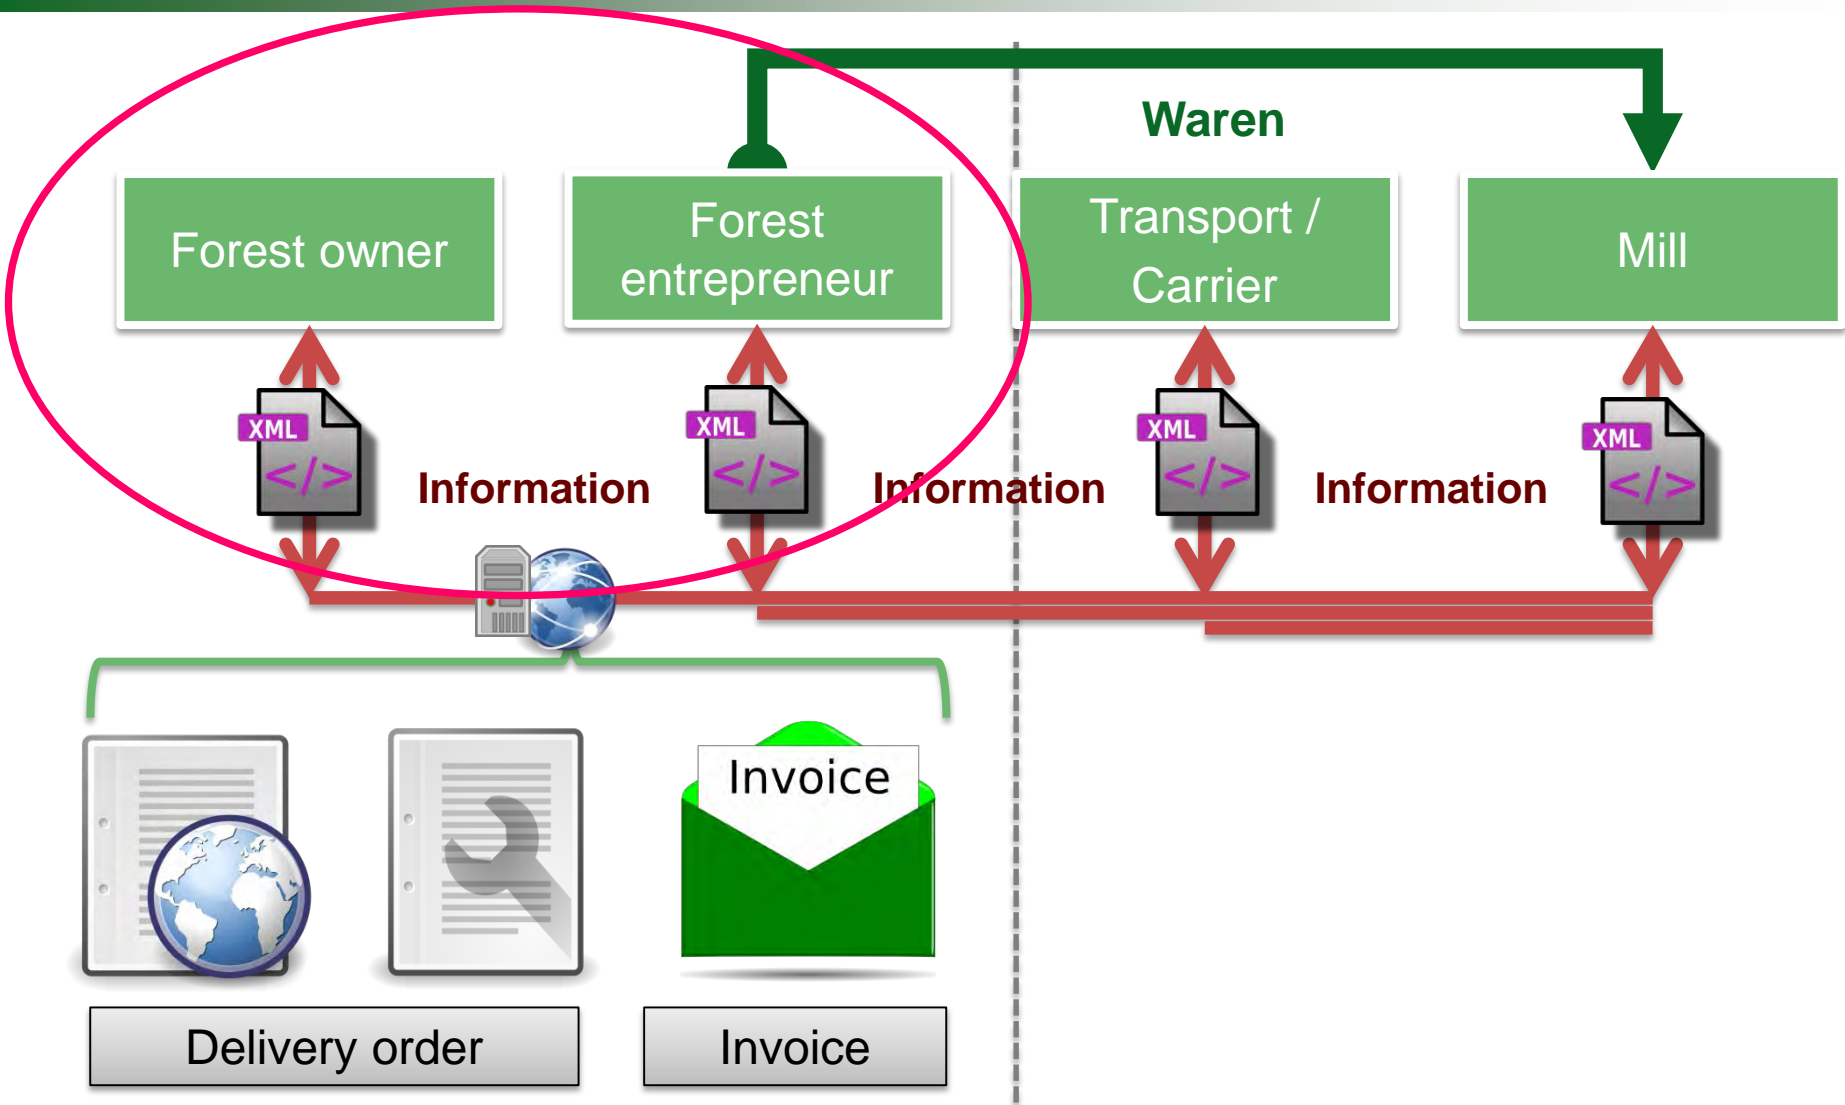 Waren
Forest owner
Forest
entrepreneur
Transport /
Carrier
Mill
XML
</>
XML
</>
XML
</>
XML
</>
Information
Information
Information
Invoice
Delivery order
Invoice